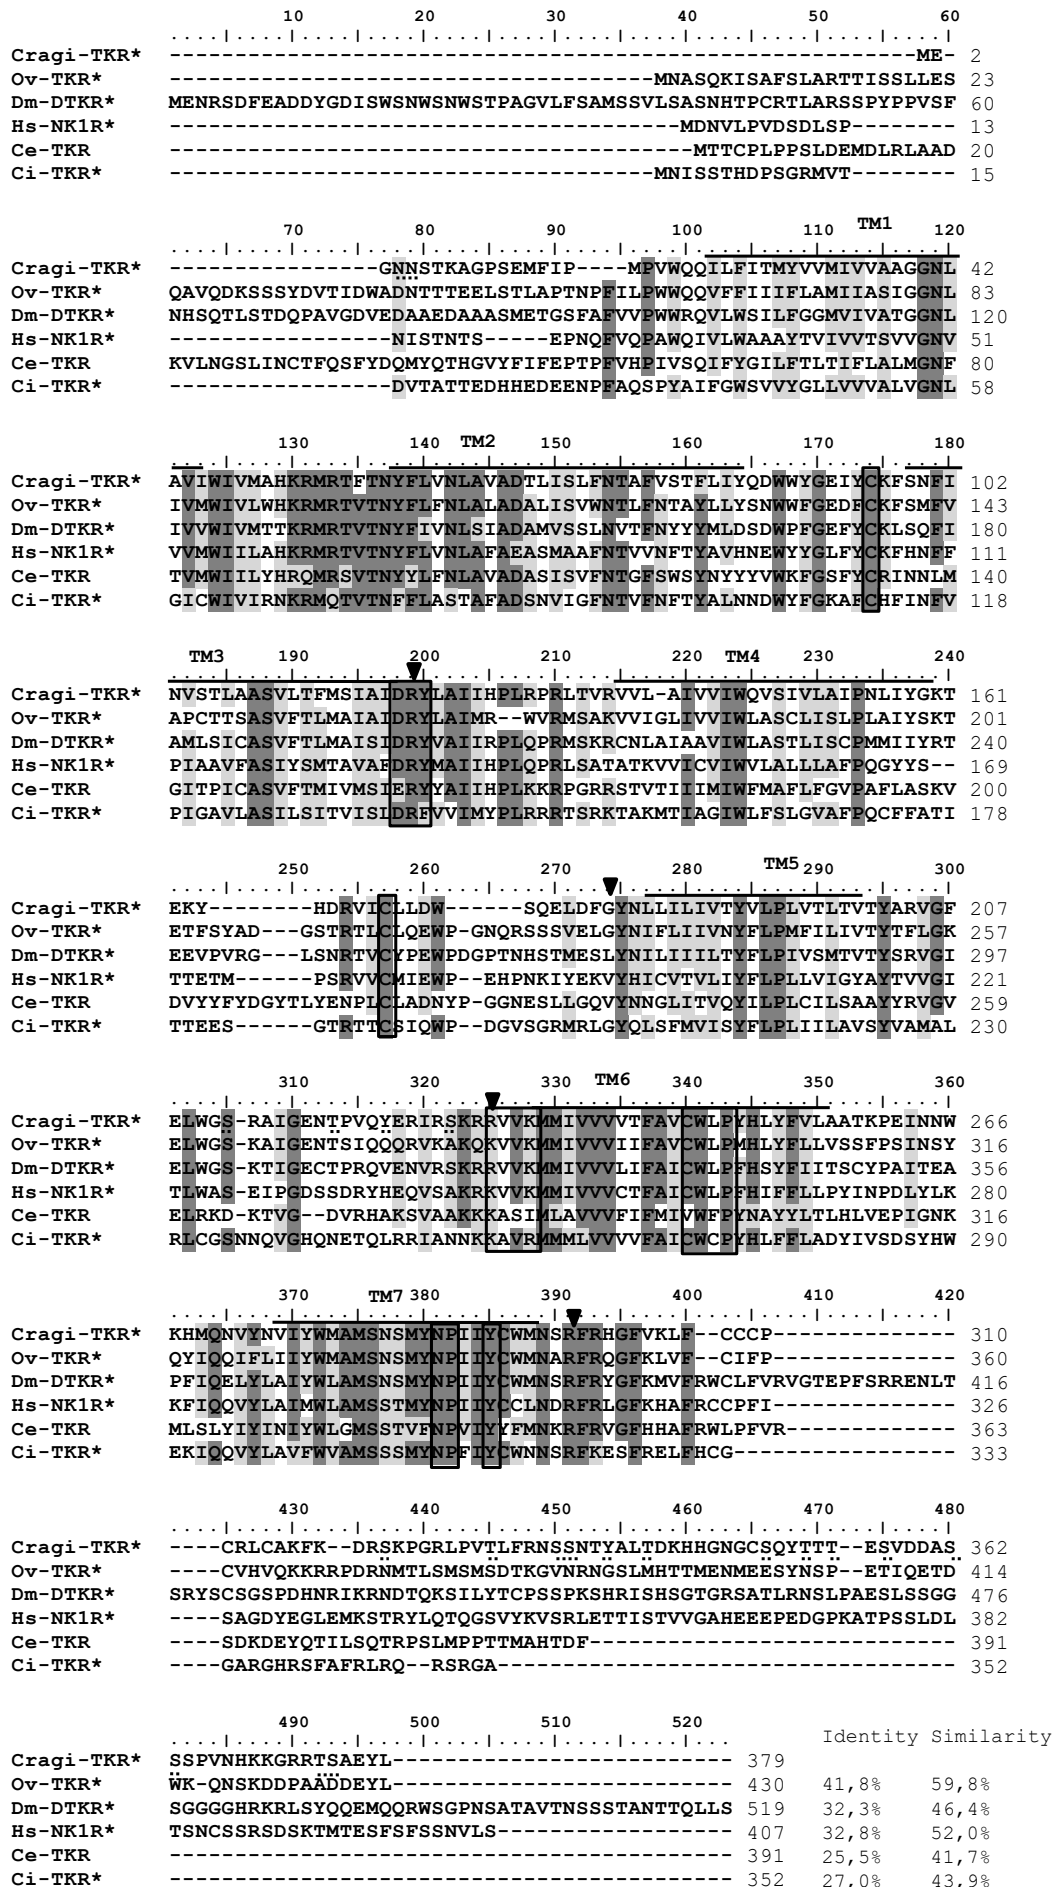 10 20 30 40 50 60
Cragi-TKR* ----------------------------------------------------------ME- 2
Ov-TKR* -------------------------------------MNASQKISAFSLARTTISSLLES 23
Dm-DTKR* MENRSDFEADDYGDISWSNWSNWSTPAGVLFSAMSSVLSASNHTPCRTLARSSPYPPVSF 60
Hs-NK1R* ---------------------------------------MDNVLPVDSDLSP-------- 13
Ce-TKR ----------------------------------------MTTCPLPPSLDEMDLRLAAD 20
Ci-TKR* -------------------------------------MNISSTHDPSGRMVT-------- 15
TM1
70 80 90 100 110 120
Cragi-TKR* ----------------GNNSTKAGPSEMFIP----MPVWQQILFITMYVVMIVVAAGGNL 42
Ov-TKR* QAVQDKSSSYDVTIDWADNTTTEELSTLAPTNPFILPWWQQVFFIIIFLAMIIASIGGNL 83
Dm-DTKR* NHSQTLSTDQPAVGDVEDAAEDAAASMETGSFAFVVPWWRQVLWSILFGGMVIVATGGNL 120
Hs-NK1R* -----------------NISTNTS-----EPNQFVQPAWQIVLWAAAYTVIVVTSVVGNV 51
Ce-TKR KVLNGSLINCTFQSFYDQMYQTHGVYFIFEPTPFVHPIVSQIFYGILFTLTIFLALMGNF 80
Ci-TKR* -----------------DVTATTEDHHEDEENPFAQSPYAIFGWSVVYGLLVVVALVGNL 58
TM2
130 140 150 160 170 180
Cragi-TKR* AVIWIVMAHKRMRTFTNYFLVNLAVADTLISLFNTAFVSTFLIYQDWWYGEIYCKFSNFI 102
Ov-TKR* IVMWIVLWHKRMRTVTNYFLFNLALADALISVWNTLFNTAYLLYSNWWFGEDFCKFSMFV 143
Dm-DTKR* IVVWIVMTTKRMRTVTNYFIVNLSIADAMVSSLNVTFNYYYMLDSDWPFGEFYCKLSQFI 180
Hs-NK1R* VVMWIILAHKRMRTVTNYFLVNLAFAEASMAAFNTVVNFTYAVHNEWYYGLFYCKFHNFF 111
Ce-TKR TVMWIILYHRQMRSVTNYYLFNLAVADASISVFNTGFSWSYNYYYVWKFGSFYCRINNLM 140
Ci-TKR* GICWIVIRNKRMQTVTNFFLASTAFADSNVIGFNTVFNFTYALNNDWYFGKAFCHFINFV 118
TM3 TM4
190 200 210 220 230 240
Cragi-TKR* NVSTLAASVLTFMSIAIDRYLAIIHPLRPRLTVRVVVL-AIVVIWQVSIVLAIPNLIYGKT 161
Ov-TKR* APCTTSASVFTLMAIAIDRYLAIMR--WVRMSAKVVIGLIVVIWLASCLISLPLAIYSKT 201
Dm-DTKR* AMLSICASVFTLMAISIDRYVAIIRPLQPRMSKRCNLAIAAVIWLASTLISCPMMIIYRT 240
Hs-NK1R* PIAAVFASIYSMTAVAFDRYMAIIHPLQPRLSATATKVVICVIWVLALLLAFPQGYYS-- 169
Ce-TKR GITPICASVFTMIVMSIERYYAIIHPLKKRPGRRSTVTIIIMIWFMAFLFGVPAFLASKV 200
Ci-TKR* PIGAVLASILSITVISLDRFVVIMYPLRRRTSRKTAKMTIAGIWLFSLGVAFPQCFFATI 178
TM5
250 260 270 280 290 300
Cragi-TKR* EKY-------HDRVICLLDW------SQELDFGYNLLILIVTYVLPLVTLTVTYARVGF 207
Ov-TKR* ETFSYAD---GSTRTLCLQEWP-GNQRSSSVELGYNIFLIIVNYFLPMFILIVTYTFLGK 257
Dm-DTKR* EEVPVRG---LSNRTVCYPEWPDGPTNHSTMESLYNILIIILTYFLPIVSMTVTYSRVGI 297
Hs-NK1R* TTETM-----PSRVVCMIEWP--EHPNKIYEKVYHICVTVLIYFLPLLVIGYAYTVVGI 221
Ce-TKR DVYYFYDGYTLYENPLCLADNYP-GGNESLLGQVYNNGLITVQYILPLCILSAAYYRVGV 259
Ci-TKR* TTEES------GTRTTCSIQWP--DGVSGRMRLGYQLSFMVISYFLPLIILAVSYVAMAL 230
TM6
310 320 330 340 350 360
Cragi-TKR* ELWGS-RAIGENTPVQYERIRSKRRVVKMMIVVVVTFAVCWLPYHLYFVLAATKPEINNW 266
Ov-TKR* ELWGS-KAIGENTSIQQQRVKAKQKVVKMMIVVVIIFAVCWLPMHLYFLLVSSFPSINSY 316
Dm-DTKR* ELWGS-KTIGECTPRQVENVRSKRRVVKMMIVVVLIFAICWLPFHSYFIITSCYPAITEA 356
Hs-NK1R* TLWAS-EIPGDSSDRYHEQVSAKRKVVKMMIVVVCTFAICWLPFHIFFLLPYINPDLYLK 280
Ce-TKR ELRKD-KTVG--DVRHAKSVAAKKKASIMLAVVVFIFMIVWFPYNAYYLTLHLVEPIGNK 316
Ci-TKR* RLCGSNNQVGHQNETQLRRIANNKKAVRMMMLVVVVFAICWCPYHLFFLADYIVSDSYHW 290
TM7
370 380 390 400 410 420
Cragi-TKR* KHMQNVYNVIYWMAMSNSMYNPIIYCWMNSRFRHGFVKLF--CCCP-------------- 310
Ov-TKR* QYIQQIFLIIYWMAMSNSMYNPIIYCWMNARFRQGFKLVF--CIFP-------------- 360
Dm-DTKR* PFIQELYLAIYWLAMSNSMYNPIIYCWMNSRFRYGFKMVFRWCLFVRVGTEPFSRRENLT 416
Hs-NK1R* KFIQQVYLAIMWLAMSSTMYNPIIYCCLNDRFRLGFKHAFRCCPFI-------------- 326
Ce-TKR MLSLYIYINIYWLGMSSTVFNPVIYYFMNKRFRVGFHHAFRWLPFVR------------- 363
Ci-TKR* EKIQQVYLAVFWVAMSSSMYNPFIYCWNNSRFKESFRELFHCG----------------- 333
430 440 450 460 470 480
Cragi-TKR* ----CRLCAKFK--DRSKPGRLPVTLFRNSSNTYALTDKHHGNGCSQYTTT--ESVDDAS 362
Ov-TKR* ----CVHVQKKRRPDRNMTLSMSMSDTKGVNRNGSLMHTTMENMEESYNSP--ETIQETD 414
Dm-DTKR* SRYSCSGSPDHNRIKRNDTQKSILYTCPSSPKSHRISHSGTGRSATLRNSLPAESLSSGG 476
Hs-NK1R* ----SAGDYEGLEMKSTRYLQTQGSVYKVSRLETTISTVVGAHEEEPEDGPKATPSSLDL 382
Ce-TKR ----SDKDEYQTILSQTRPSLMPPTTMAHTDF---------------------------- 391
Ci-TKR* ----GARGHRSFAFRLRQ--RSRGA----------------------------------- 352
490 500 510 520
Identity Similarity
Cragi-TKR* SSPVNHKKGRRTSAEYL-------------------------- 379
Ov-TKR* WK-QNSKDDPAADDEYL-------------------------- 430 41,8% 59,8%
Dm-DTKR* SGGGGHRKRLSYQQEMQQRWSGPNSATAVTNSSSTANTTQLLS 519 32,3% 46,4%
Hs-NK1R* TSNCSSRSDSKTMTESFSFSSNVLS------------------ 407 32,8% 52,0%
Ce-TKR ------------------------------------------- 391 25,5% 41,7%
Ci-TKR* ------------------------------------------- 352 27,0% 43,9%